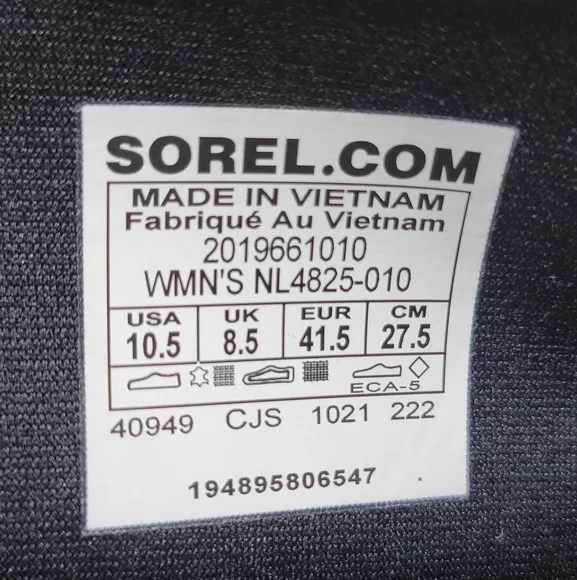 SOREL.COM
MADE IN VIETNAM
Fabriqué Au Vietnam
2019661010
WMN'S NL4825-010
USA UK EUR CM
10.5 8.5 41.5 27.5
ECA-5
40949 CJS 1021 222
194895806547 .